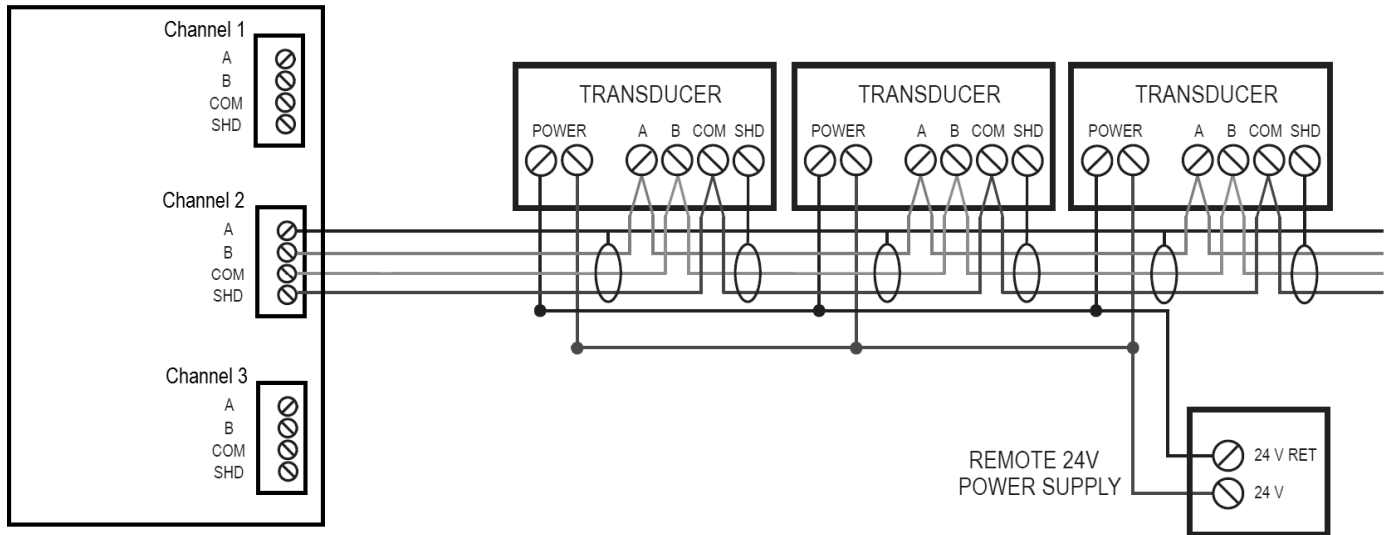 Channel 1
A
B
COM
SHD
Channel 2
A
B
COM
SHD
Channel 3
A
B
COM
SHD
TRANSDUCER
POWER A B COM SHD
TRANSDUCER
POWER A B COM SHD
TRANSDUCER
POWER A B COM SHD
REMOTE 24V
POWER SUPPLY
24 V RET
24 V